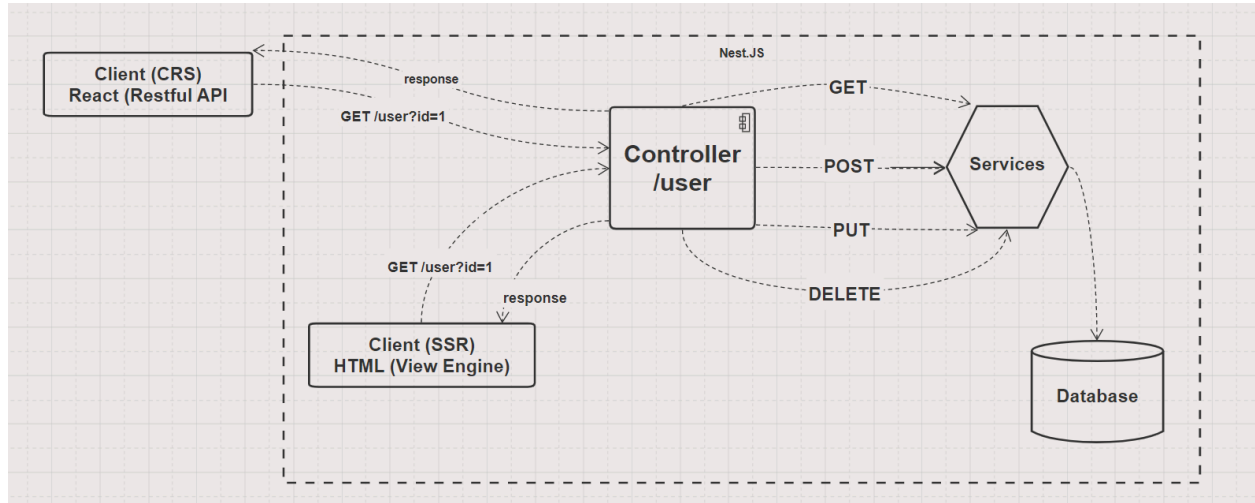 Nest.JS
Client (CRS)
React (Restful API
response
GET /user?id=1
GET
Controller
/user
POST
Services
PUT
GET /user?id=1
response
DELETE
Client (SSR)
HTML (View Engine)
Database